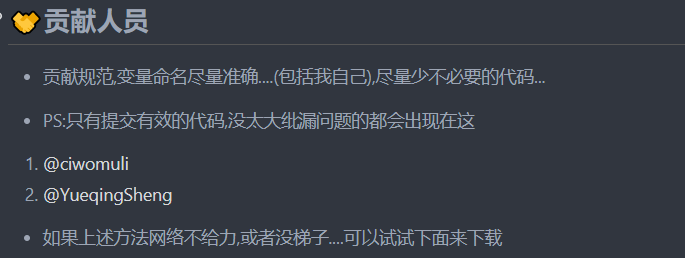 贡献人员
贡献规范,变量命名尽量准确....(包括我自己),尽量少不必要的代码...
PS:只有提交有效的代码,没太大纰漏问题的都会出现在这
1. @ciwomuli
2. @YueqingSheng
如果上述方法网络不给力,或者没梯子....可以试试下面来下载